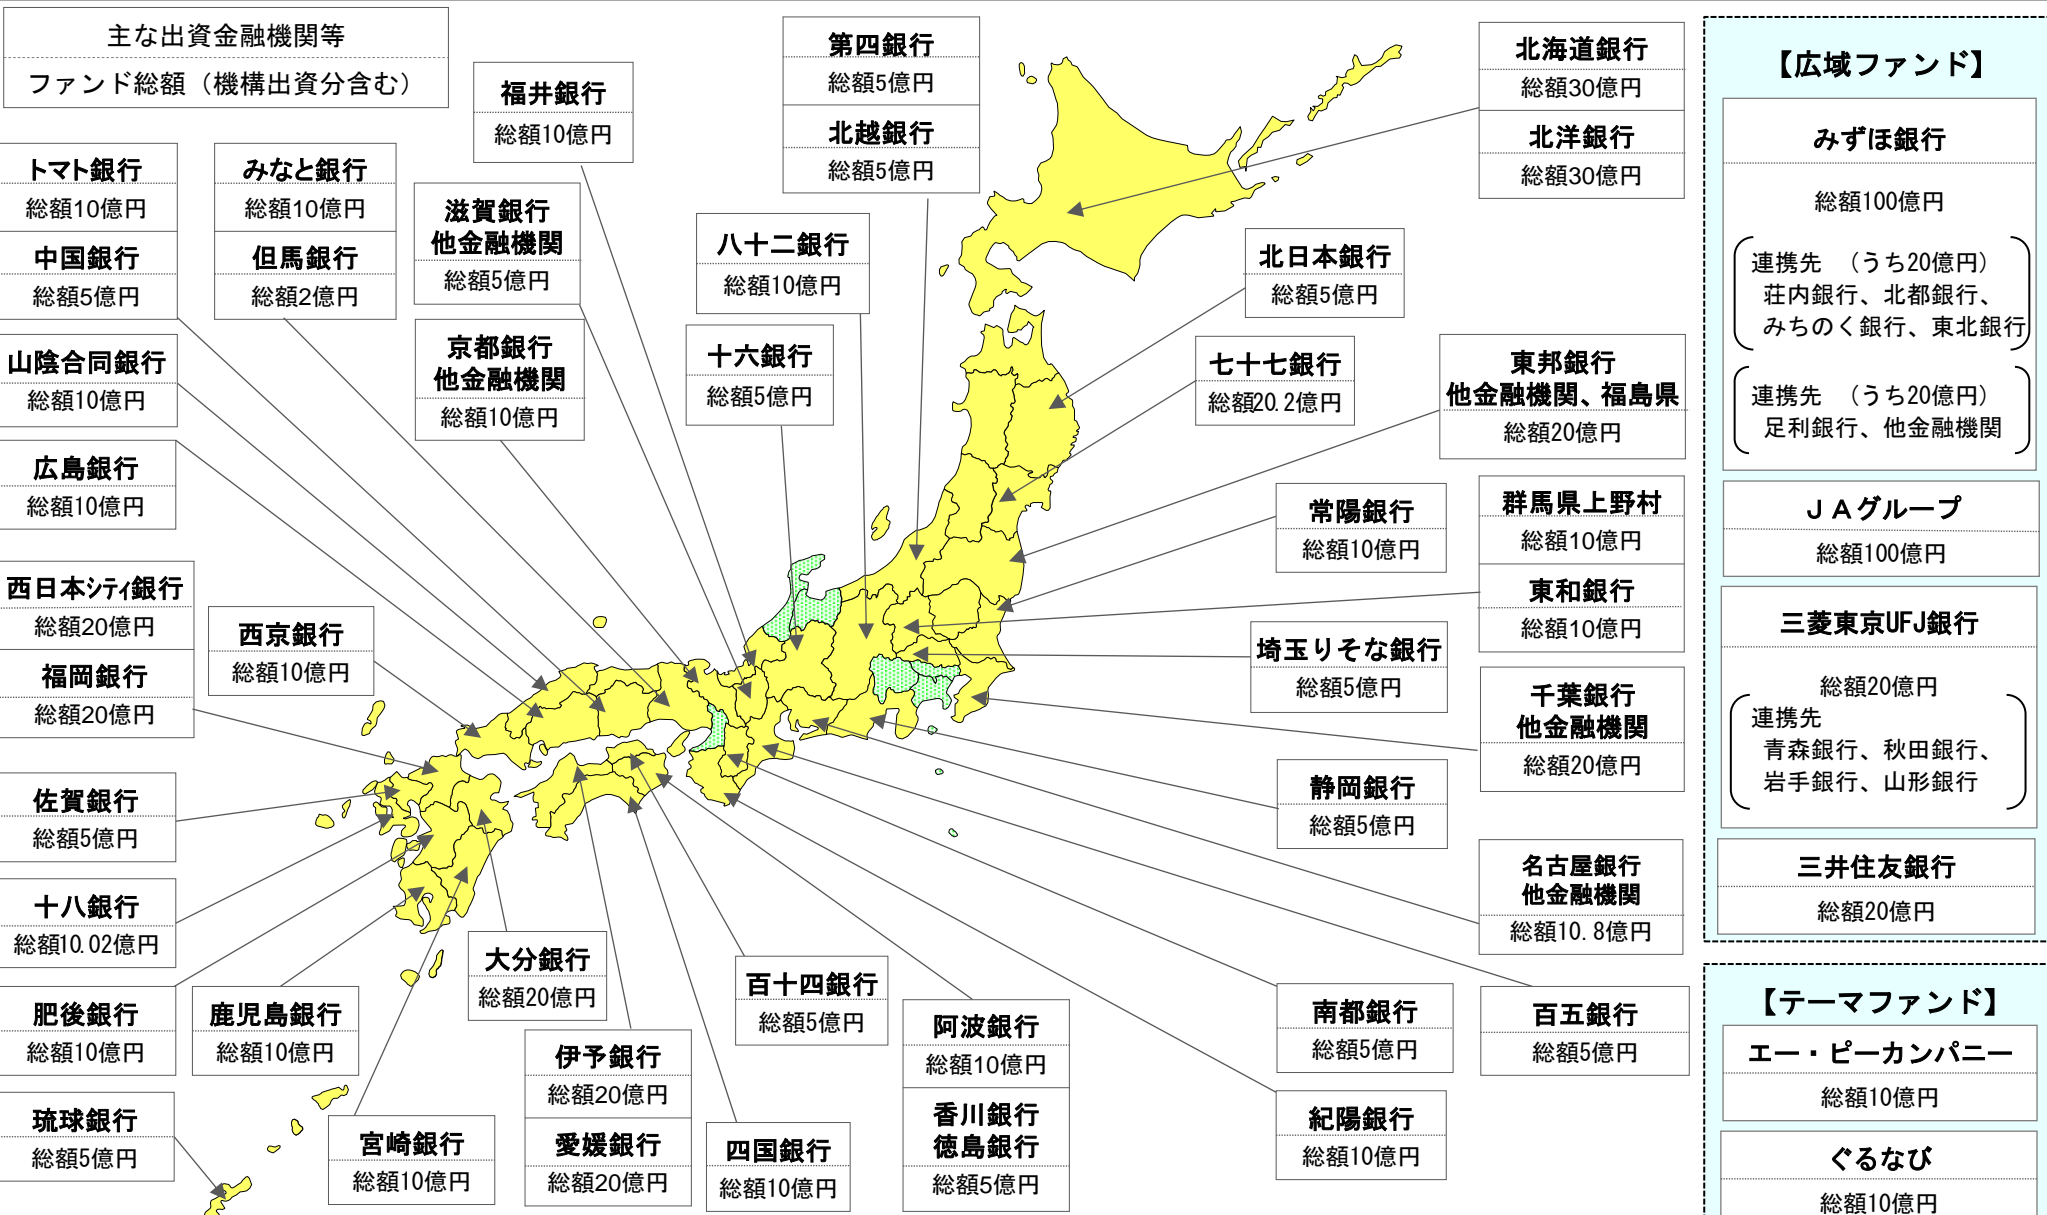 主な出資金融機関等
ファンド総額（機構出資分含む）
福井銀行
総額10億円
第四銀行
総額5億円
北越銀行
総額5億円
北海道銀行
総額30億円
北洋銀行
総額30億円
トマト銀行
総額10億円
中国銀行
総額5億円
みなと銀行
総額10億円
但馬銀行
総額2億円
滋賀銀行
他金融機関
総額5億円
八十二銀行
総額10億円
北日本銀行
総額5億円
山陰合同銀行
総額10億円
京都銀行
他金融機関
総額10億円
十六銀行
総額5億円
七十七銀行
総額20.2億円
東邦銀行
他金融機関、福島県
総額20億円
広島銀行
総額10億円
常陽銀行
総額10億円
群馬県上野村
総額10億円
東和銀行
総額10億円
西日本シティ銀行
総額20億円
福岡銀行
総額20億円
西京銀行
総額10億円
埼玉りそな銀行
総額5億円
千葉銀行
他金融機関
総額20億円
佐賀銀行
総額5億円
静岡銀行
総額5億円
十八銀行
総額10.02億円
名古屋銀行
他金融機関
総額10.8億円
大分銀行
総額20億円
百十四銀行
総額5億円
肥後銀行
総額10億円
鹿児島銀行
総額10億円
阿波銀行
総額10億円
香川銀行
徳島銀行
総額5億円
南都銀行
総額5億円
百五銀行
総額5億円
伊予銀行
総額20億円
愛媛銀行
総額20億円
琉球銀行
総額5億円
宮崎銀行
総額10億円
四国銀行
総額10億円
紀陽銀行
総額10億円
【広域ファンド】
みずほ銀行
総額100億円
連携先　（うち20億円）
荘内銀行、北都銀行、
みちのく銀行、東北銀行
連携先　（うち20億円）
足利銀行、他金融機関
ＪＡグループ
総額100億円
三菱東京UFJ銀行
総額20億円
連携先
青森銀行、秋田銀行、
岩手銀行、山形銀行
三井住友銀行
総額20億円
【テーマファンド】
エー・ピーカンパニー
総額10億円
ぐるなび
総額10億円